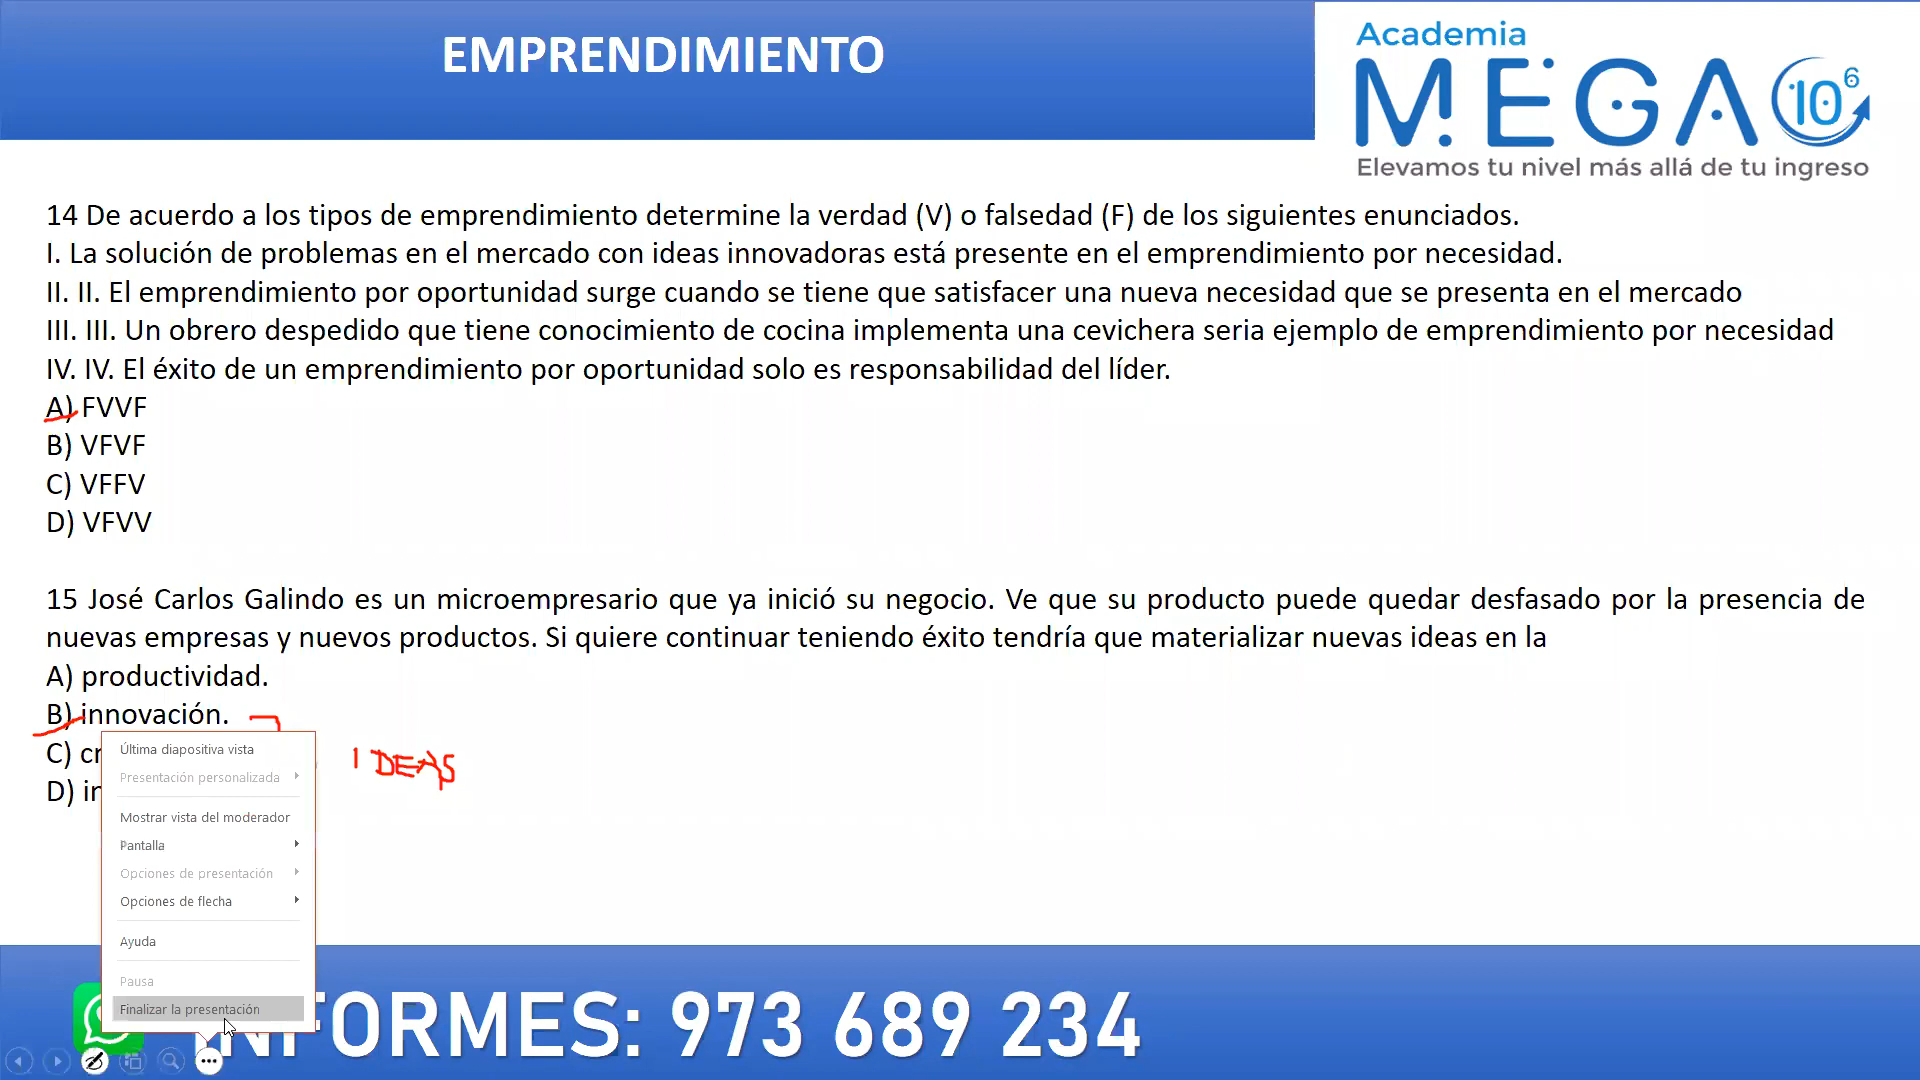 EMPRENDIMIENTO
Academia
MEGA 10⁶
Elevamos tu nivel más allá de tu ingreso
14 De acuerdo a los tipos de emprendimiento determine la verdad (V) o falsedad (F) de los siguientes enunciados.
I. La solución de problemas en el mercado con ideas innovadoras está presente en el emprendimiento por necesidad.
II. II. El emprendimiento por oportunidad surge cuando se tiene que satisfacer una nueva necesidad que se presenta en el mercado
III. III. Un obrero despedido que tiene conocimiento de cocina implementa una cevichera seria ejemplo de emprendimiento por necesidad
IV. IV. El éxito de un emprendimiento por oportunidad solo es responsabilidad del líder.
A) FVVF
B) VFVF
C) VFFV
D) VFVV
15 José Carlos Galindo es un microempresario que ya inició su negocio. Ve que su producto puede quedar desfasado por la presencia de
nuevas empresas y nuevos productos. Si quiere continuar teniendo éxito tendría que materializar nuevas ideas en la
A) productividad.
B) innovación.
C)
IDEAS
D)
Última diapositiva vista
Presentación personalizada
Mostrar vista del moderador
Pantalla
Opciones de presentación
Opciones de flecha
Ayuda
Pausa
Finalizar la presentación
INFORMES: 973 689 234